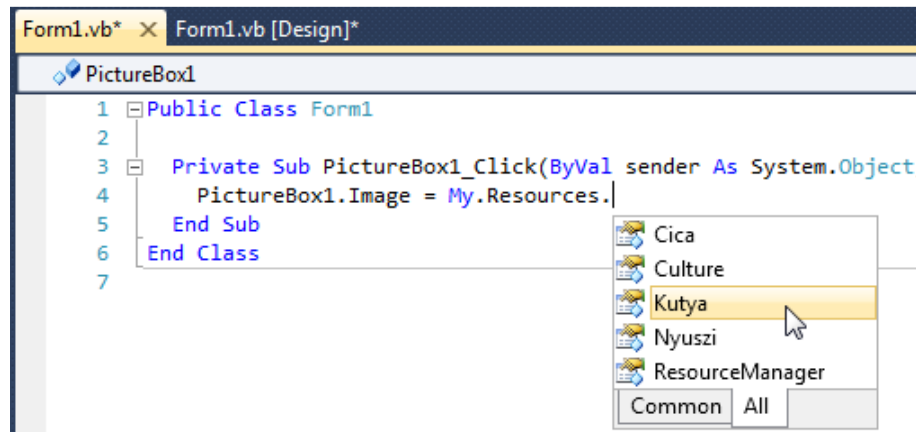 Form1.vb* × Form1.vb [Design]*
PictureBox1
1 Public Class Form1
2
3 Private Sub PictureBox1_Click(ByVal sender As System.Object
4 PictureBox1.Image = My.Resources.
5 End Sub
6 End Class
7
Cica
Culture
Kutya
Nyuszi
ResourceManager
Common All